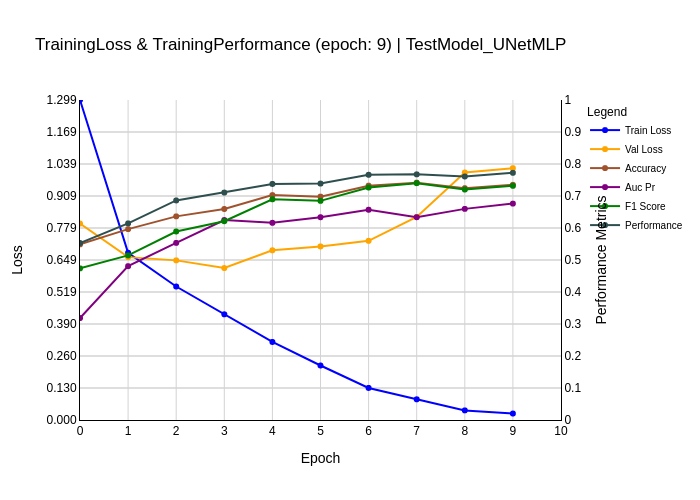 TrainingLoss & TrainingPerformance (epoch: 9) | TestModel_UNetMLP
Loss
1.299
1.169
1.039
0.909
0.779
0.649
0.519
0.390
0.260
0.130
0.000
0 1 2 3 4 5 6 7 8 9 10
Epoch
1
0.9
0.8
0.7
0.6
0.5
0.4
0.3
0.2
0.1
0
Performance Metrics
Legend
Train Loss
Val Loss
Accuracy
Auc Pr
F1 Score
Performance